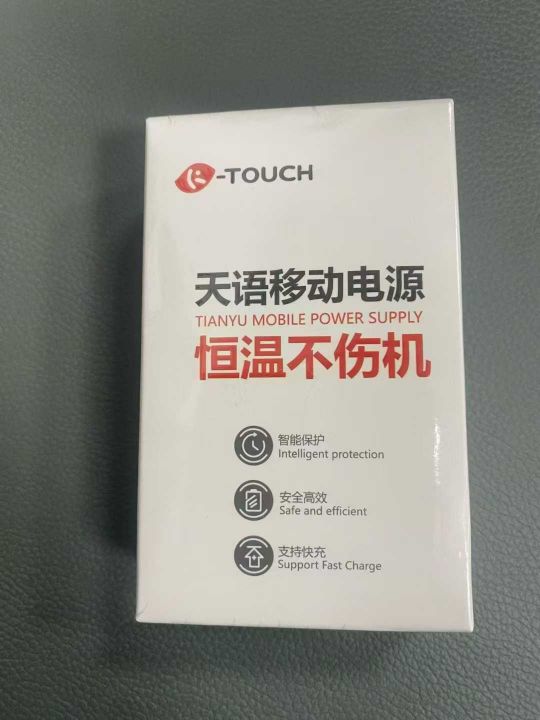 K-TOUCH
天语移动电源
TIANYU MOBILE POWER SUPPLY
恒温不伤机
智能保护
Intelligent protection
安全高效
Safe and efficient
支持快充
Support Fast Charge